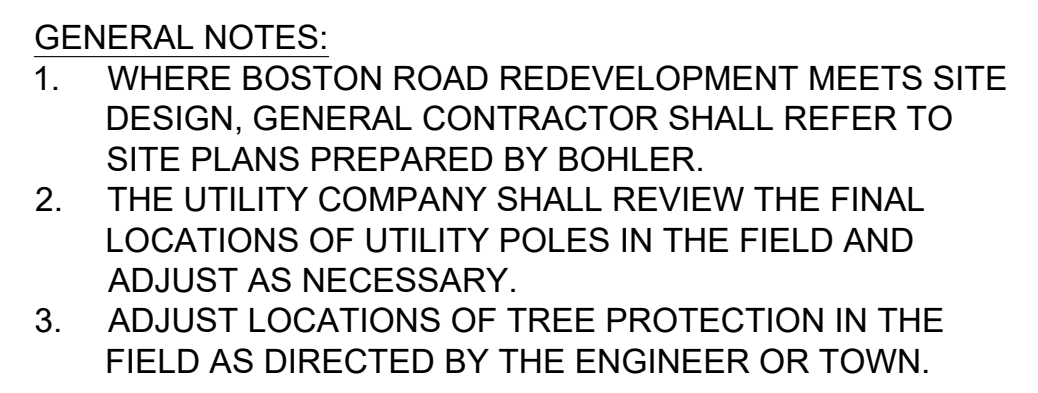 GENERAL NOTES:
1. WHERE BOSTON ROAD REDEVELOPMENT MEETS SITE
DESIGN, GENERAL CONTRACTOR SHALL REFER TO
SITE PLANS PREPARED BY BOHLER.
2. THE UTILITY COMPANY SHALL REVIEW THE FINAL
LOCATIONS OF UTILITY POLES IN THE FIELD AND
ADJUST AS NECESSARY.
3. ADJUST LOCATIONS OF TREE PROTECTION IN THE
FIELD AS DIRECTED BY THE ENGINEER OR TOWN.